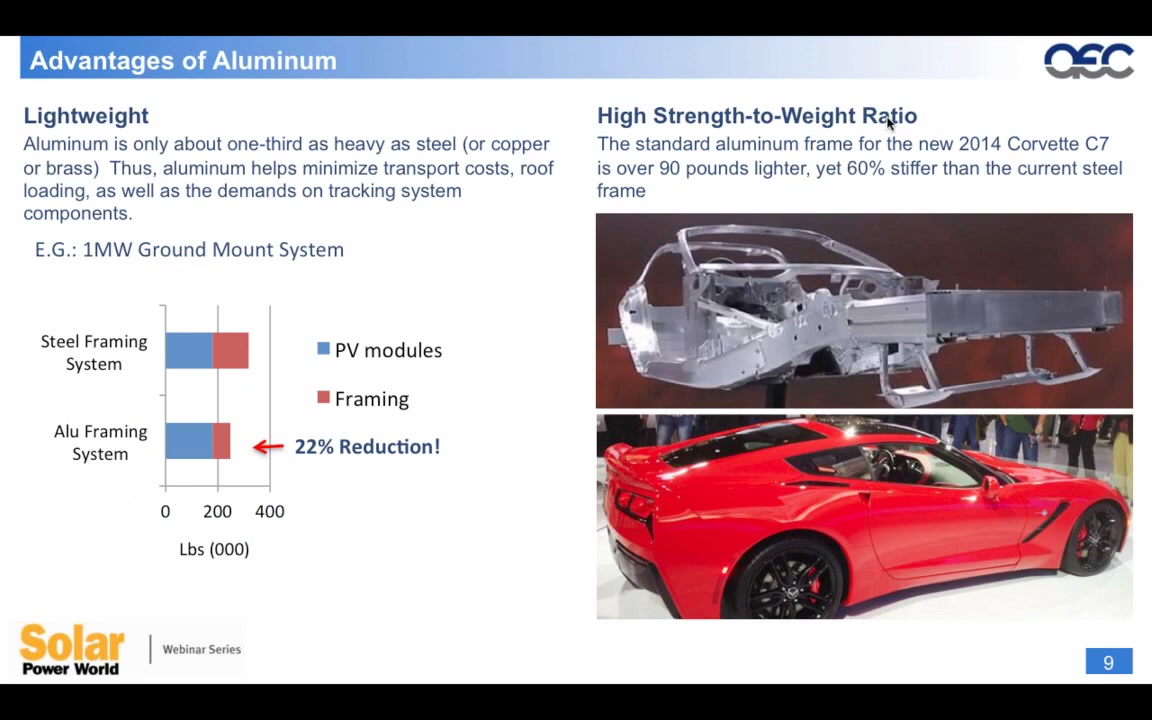 Advantages of Aluminum
AEC
Lightweight
Aluminum is only about one-third as heavy as steel (or copper
or brass)  Thus, aluminum helps minimize transport costs, roof
loading, as well as the demands on tracking system
components.
E.G.: 1MW Ground Mount System
Steel Framing
System
Alu Framing
System
PV modules
Framing
22% Reduction!
0 200 400
Lbs (000)
High Strength-to-Weight Ratio
The standard aluminum frame for the new 2014 Corvette C7
is over 90 pounds lighter, yet 60% stiffer than the current steel
frame
Solar
Power World
Webinar Series
9